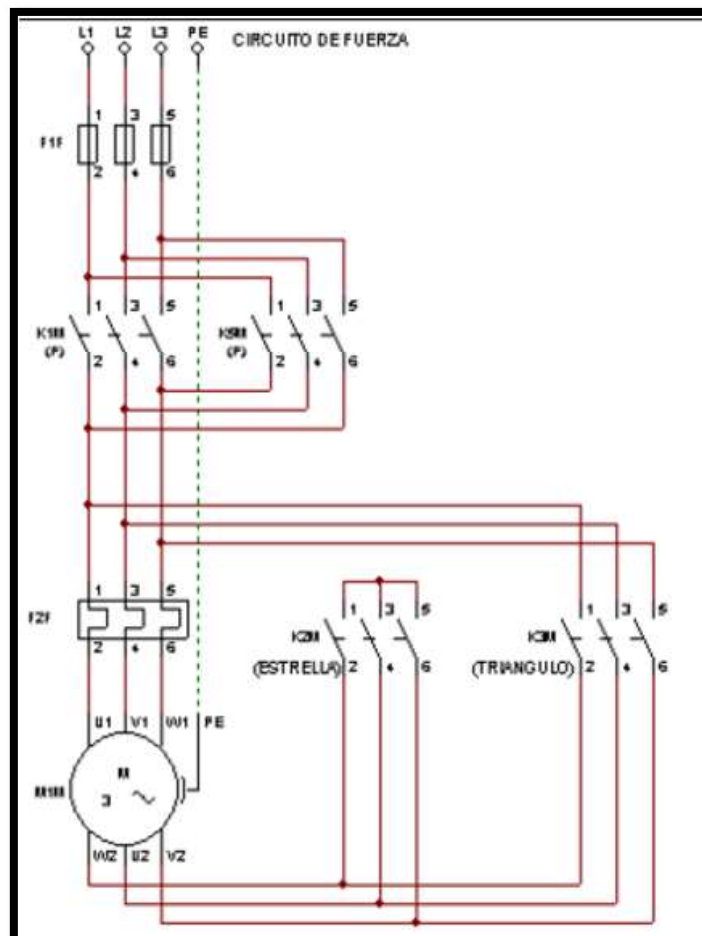 L1 L2 L3 PE CIRCUITO DE FUERZA
1 3 5
F1F
2 4 6
1 3 5 1 3 5
K1M K5M
(P) (P)
2 4 6 2 4 6
1 3 5 1 3 5 1 3 5
F2F K2M K3M
2 4 6 (ESTRELLA) 2 4 6 (TRIANGULO) 2 4 6
U1 V1 W1 PE
M
M1M 3
W2 U2 V2